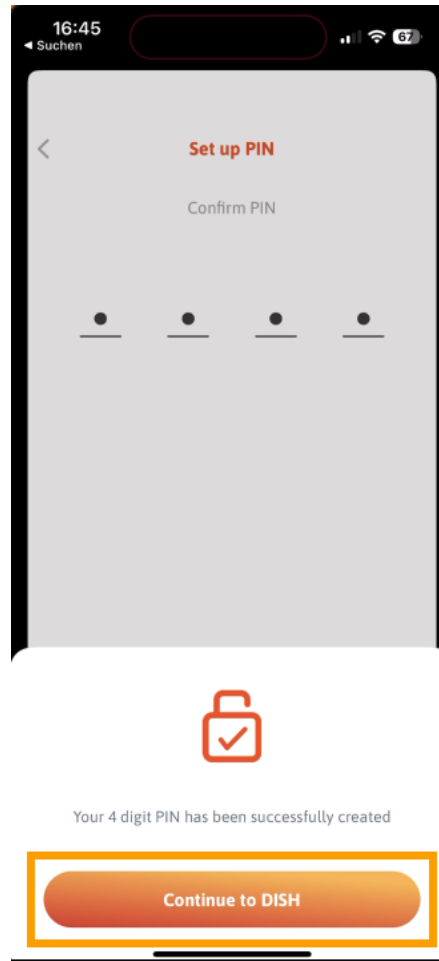 16:45
◀ Suchen
67
Set up PIN
Confirm PIN
Your 4 digit PIN has been successfully created
Continue to DISH